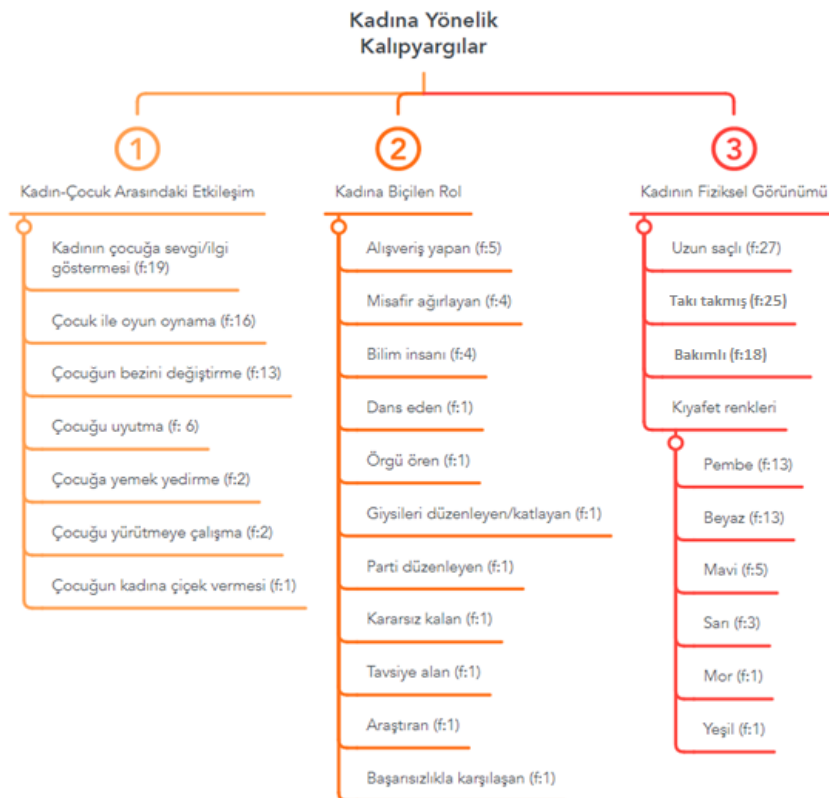 Kadına Yönelik
Kalıpyargılar
1
Kadın-Çocuk Arasındaki Etkileşim
Kadının çocuğa sevgi/ilgi
göstermesi (f:19)
Çocuk ile oyun oynama (f:16)
Çocuğun bezini değiştirme (f:13)
Çocuğu uyutma (f: 6)
Çocuğa yemek yedirme (f:2)
Çocuğu yürütmeye çalışma (f:2)
Çocuğun kadına çiçek vermesi (f:1)
2
Kadına Biçilen Rol
Alışveriş yapan (f:5)
Misafir ağırlayan (f:4)
Bilim insanı (f:4)
Dans eden (f:1)
Örgü ören (f:1)
Giysileri düzenleyen/katlayan (f:1)
Parti düzenleyen (f:1)
Kararsız kalan (f:1)
Tavsiye alan (f:1)
Araştıran (f:1)
Başarısızlıkla karşılaşan (f:1)
3
Kadının Fiziksel Görünümü
Uzun saçlı (f:27)
Takı takmış (f:25)
Bakımlı (f:18)
Kıyafet renkleri
Pembe (f:13)
Beyaz (f:13)
Mavi (f:5)
Sarı (f:3)
Mor (f:1)
Yeşil (f:1)